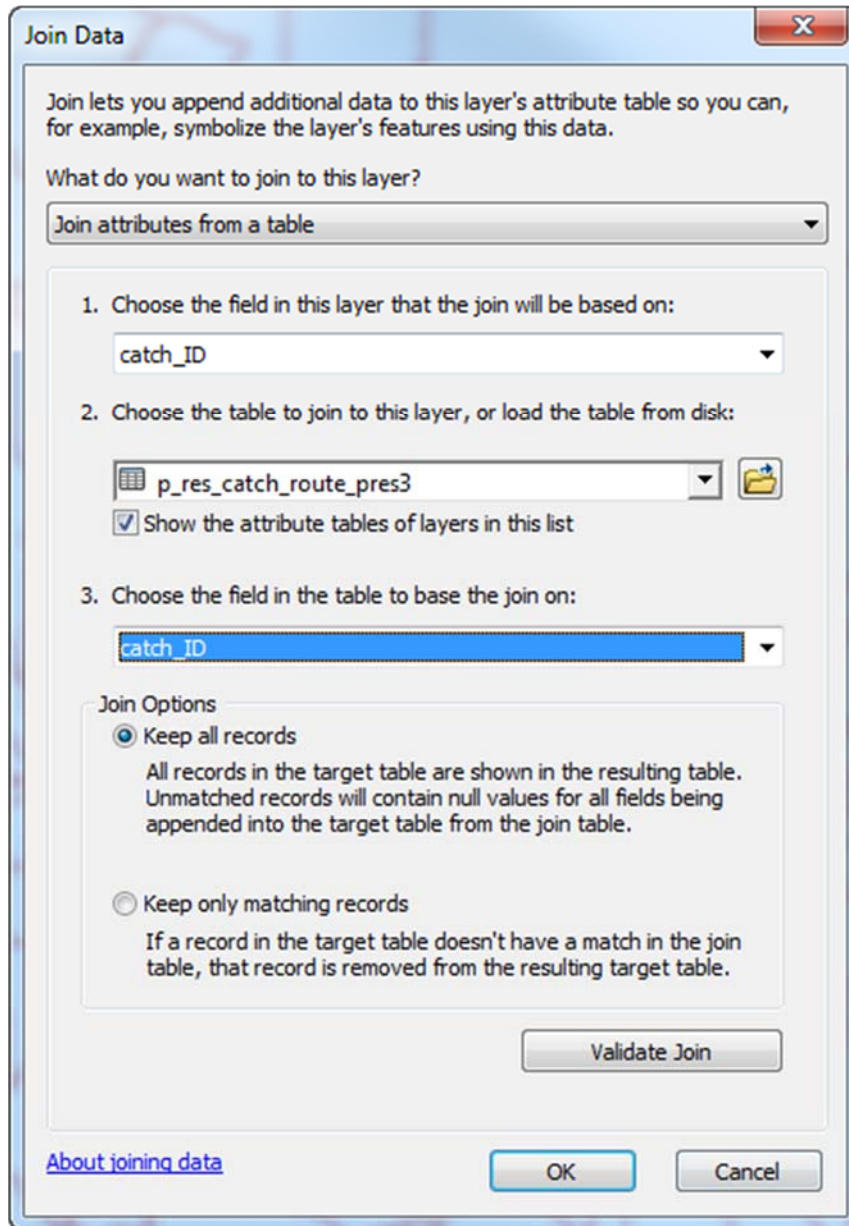 Join Data
Join lets you append additional data to this layer's attribute table so you can,
for example, symbolize the layer's features using this data.
What do you want to join to this layer?
Join attributes from a table
1. Choose the field in this layer that the join will be based on:
catch_ID
2. Choose the table to join to this layer, or load the table from disk:
p_res_catch_route_pres3
Show the attribute tables of layers in this list
3. Choose the field in the table to base the join on:
catch_ID
Join Options
Keep all records
All records in the target table are shown in the resulting table.
Unmatched records will contain null values for all fields being
appended into the target table from the join table.
Keep only matching records
If a record in the target table doesn't have a match in the join
table, that record is removed from the resulting target table.
Validate Join
About joining data
OK
Cancel